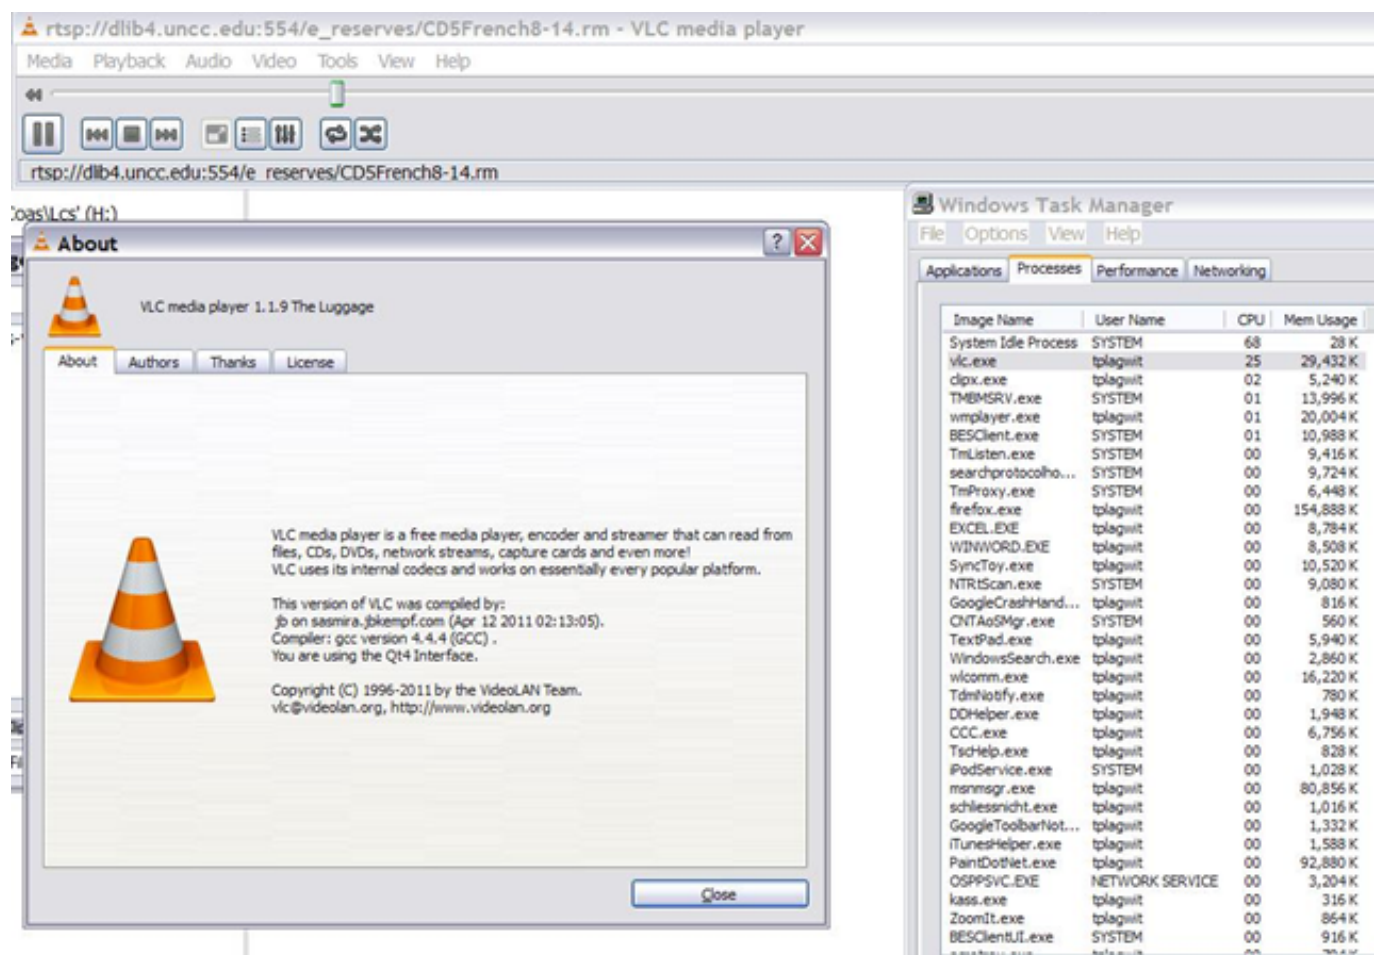 rtsp://dlib4.uncc.edu:554/e_reserves/CD5French8-14.rm - VLC media player
Media Playback Audio Video Tools View Help
rtsp://dlib4.uncc.edu:554/e_reserves/CD5French8-14.rm
oas\Lcs' (H:)
About
VLC media player 1.1.9 The Luggage
About Authors Thanks License
VLC media player is a free media player, encoder and streamer that can read from
files, CDs, DVDs, network streams, capture cards and even more!
VLC uses its internal codecs and works on essentially every popular platform.
This version of VLC was compiled by:
jb on sasmira.jbkempf.com (Apr 12 2011 02:13:05).
Compiler: gcc version 4.4.4 (GCC) .
You are using the Qt4 Interface.
Copyright (C) 1996-2011 by the VideoLAN Team.
vlc@videolan.org, http://www.videolan.org
Close
Windows Task Manager
File Options View Help
Applications Processes Performance Networking
Image Name User Name CPU Mem Usage
System Idle Process SYSTEM 68 28 K
vlc.exe tplagwit 25 29,432 K
clipx.exe tplagwit 02 5,240 K
TMBMSRV.exe SYSTEM 01 13,996 K
wmplayer.exe tplagwit 01 20,004 K
BESClient.exe SYSTEM 01 10,988 K
TmListen.exe SYSTEM 00 9,416 K
searchprotocolho... SYSTEM 00 9,724 K
TmProxy.exe SYSTEM 00 6,448 K
firefox.exe tplagwit 00 154,888 K
EXCEL.EXE tplagwit 00 8,784 K
WINWORD.EXE tplagwit 00 8,508 K
SyncToy.exe tplagwit 00 10,520 K
NTRtScan.exe SYSTEM 00 9,080 K
GoogleCrashHand... tplagwit 00 816 K
CNTAoSMgr.exe SYSTEM 00 560 K
TextPad.exe tplagwit 00 5,940 K
WindowsSearch.exe tplagwit 00 2,860 K
wlcomm.exe tplagwit 00 16,220 K
TdmNotify.exe tplagwit 00 780 K
DDHelper.exe tplagwit 00 1,948 K
CCC.exe tplagwit 00 6,756 K
TscHelp.exe tplagwit 00 828 K
iPodService.exe SYSTEM 00 1,028 K
msnmsgr.exe tplagwit 00 80,856 K
schliessnicht.exe tplagwit 00 1,016 K
GoogleToolbarNot... tplagwit 00 1,332 K
iTunesHelper.exe tplagwit 00 1,588 K
PaintDotNet.exe tplagwit 00 92,880 K
OSPPSVC.EXE NETWORK SERVICE 00 3,204 K
kass.exe tplagwit 00 316 K
ZoomIt.exe tplagwit 00 864 K
BESClientUI.exe SYSTEM 00 916 K